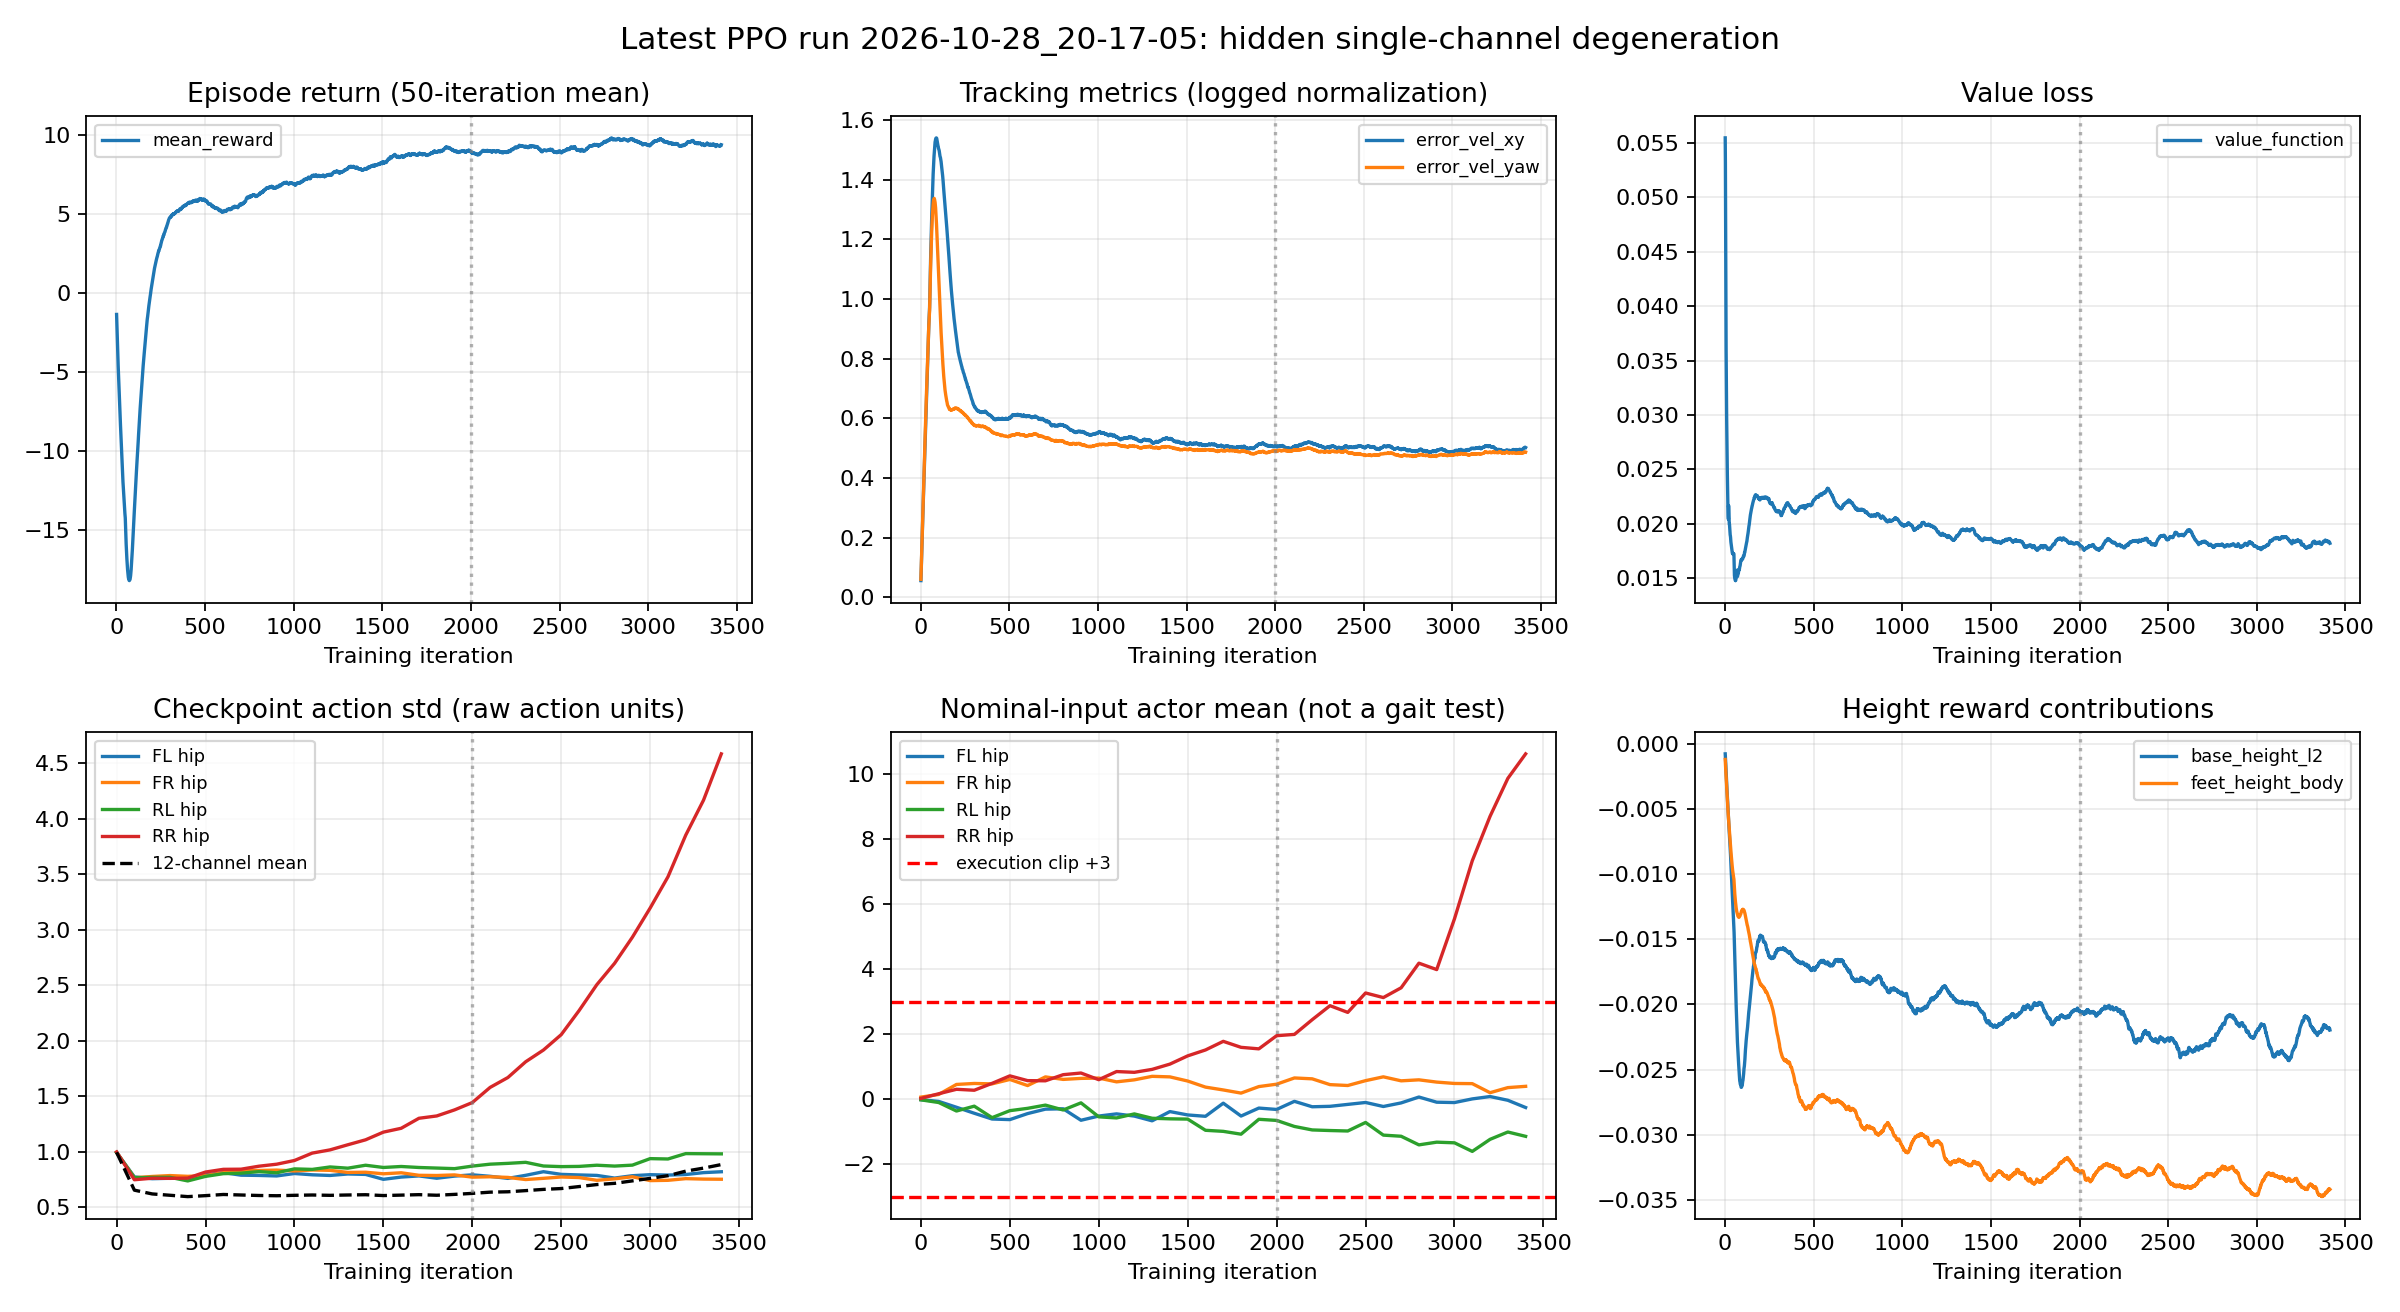 Latest PPO run 2026-10-28_20-17-05: hidden single-channel degeneration
Episode return (50-iteration mean)
mean_reward
10
5
0
−5
−10
−15
0 500 1000 1500 2000 2500 3000 3500
Training iteration
Tracking metrics (logged normalization)
error_vel_xy
error_vel_yaw
1.6
1.4
1.2
1.0
0.8
0.6
0.4
0.2
0.0
0 500 1000 1500 2000 2500 3000 3500
Training iteration
Value loss
value_function
0.055
0.050
0.045
0.040
0.035
0.030
0.025
0.020
0.015
0 500 1000 1500 2000 2500 3000 3500
Training iteration
Checkpoint action std (raw action units)
FL hip
FR hip
RL hip
RR hip
12-channel mean
4.5
4.0
3.5
3.0
2.5
2.0
1.5
1.0
0.5
0 500 1000 1500 2000 2500 3000 3500
Training iteration
Nominal-input actor mean (not a gait test)
FL hip
FR hip
RL hip
RR hip
execution clip +3
10
8
6
4
2
0
−2
0 500 1000 1500 2000 2500 3000 3500
Training iteration
Height reward contributions
base_height_l2
feet_height_body
0.000
−0.005
−0.010
−0.015
−0.020
−0.025
−0.030
−0.035
0 500 1000 1500 2000 2500 3000 3500
Training iteration